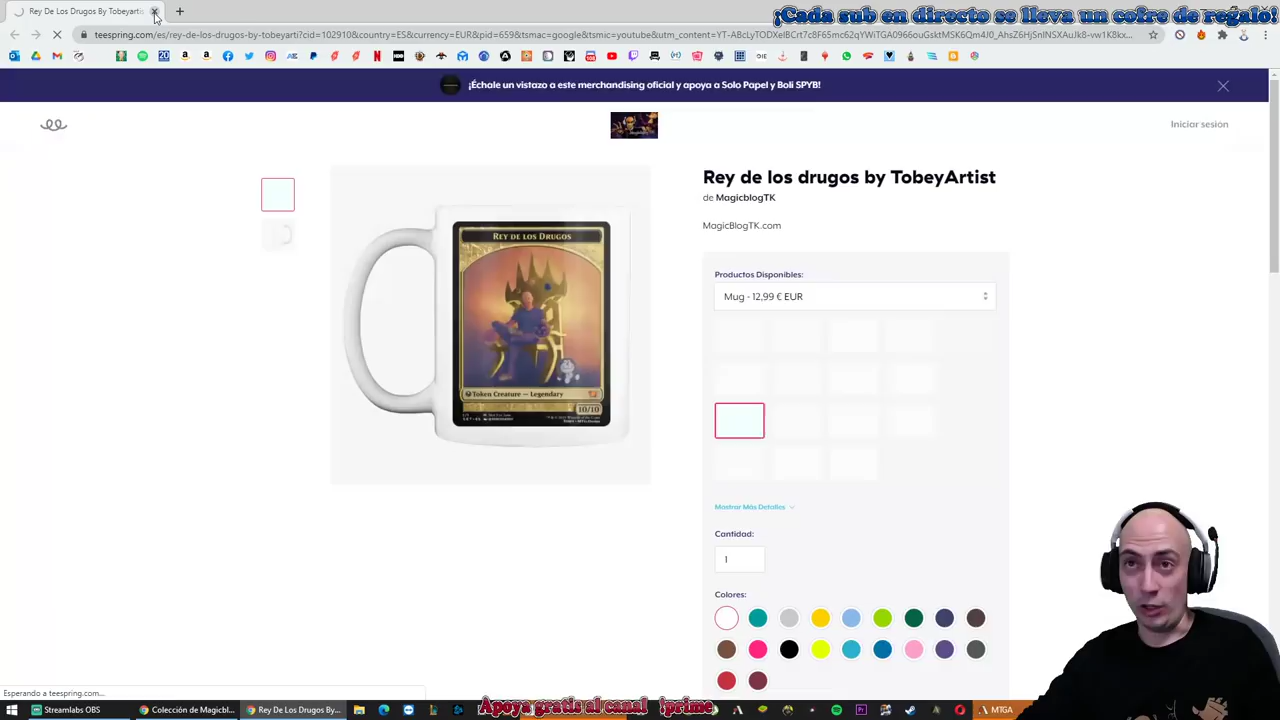 Rey De Los Drugos By Tobeyartis
¡Cada sub en directo se lleva un cofre de regalo!
teespring.com/es/rey-de-los-drugos-by-tobeyarti?cid=102910&country=ES&currency=EUR&pid=659&tsmac=google&tsmic=youtube&utm_content=
¡Échale un vistazo a este merchandising oficial y apoya a Solo Papel y Boli SPYB!
Iniciar sesión
Rey de los drugos by TobeyArtist
de MagicblogTK
MagicBlogTK.com
REY DE LOS DRUGOS
Token Creature — Legendary
10/10
Productos Disponibles:
Mug - 12,99 € EUR
Mostrar Más Detalles
Cantidad:
1
Colores:
Esperando a teespring.com...
Apoya gratis al canal !prime
Streamlabs OBS
Colección de Magicbl...
Rey De Los Drugos By...
MTGA